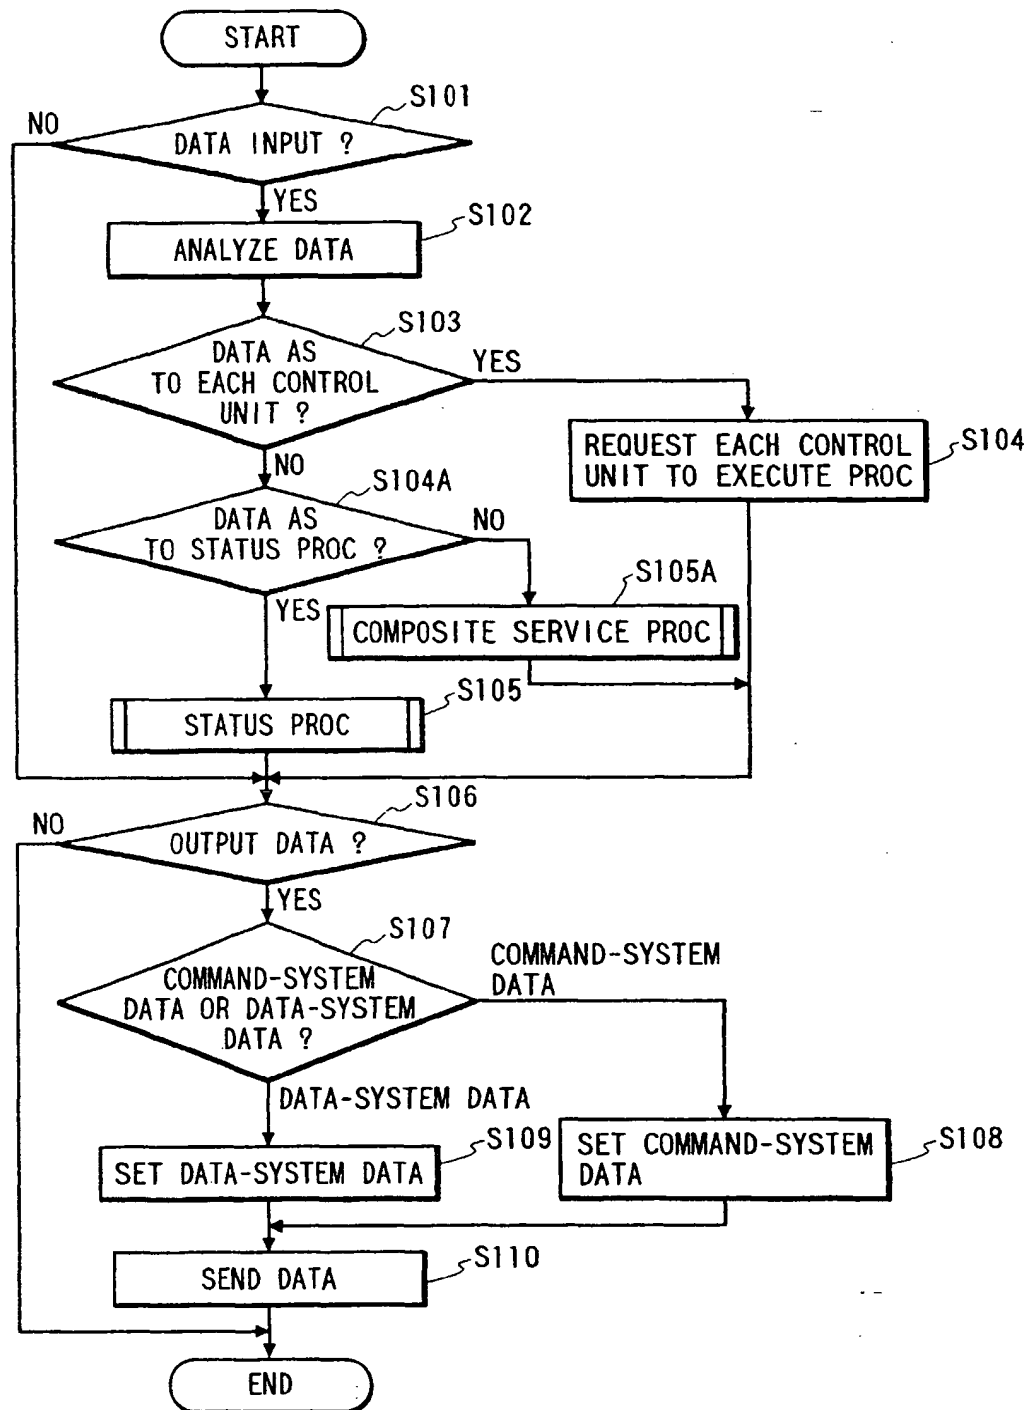 START
S101
NO
DATA INPUT ?
YES
S102
ANALYZE DATA
S103
DATA AS
TO EACH CONTROL
UNIT ?
YES
S104
REQUEST EACH CONTROL
UNIT TO EXECUTE PROC
NO
S104A
DATA AS
TO STATUS PROC ?
NO
S105A
YES
COMPOSITE SERVICE PROC
S105
STATUS PROC
S106
NO
OUTPUT DATA ?
YES
S107
COMMAND-SYSTEM
DATA OR DATA-SYSTEM
DATA ?
COMMAND-SYSTEM
DATA
DATA-SYSTEM DATA
S109
SET DATA-SYSTEM DATA
SET COMMAND-SYSTEM
DATA
S108
S110
SEND DATA
END